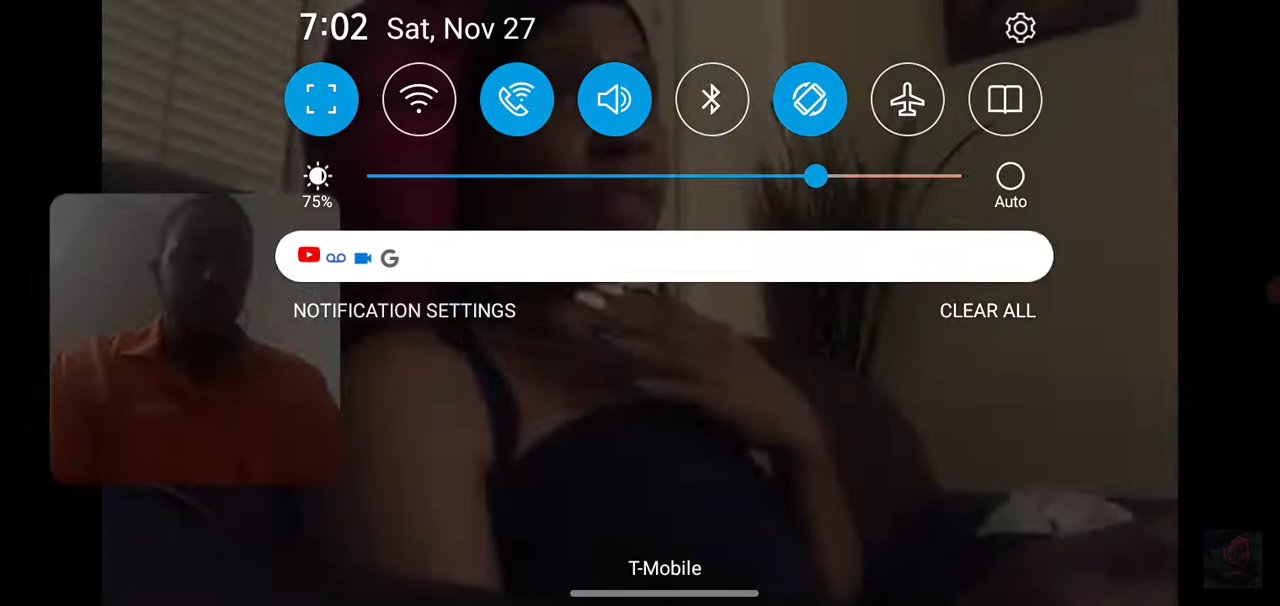 7:02 Sat, Nov 27
75%
Auto
G
NOTIFICATION SETTINGS CLEAR ALL
T-Mobile